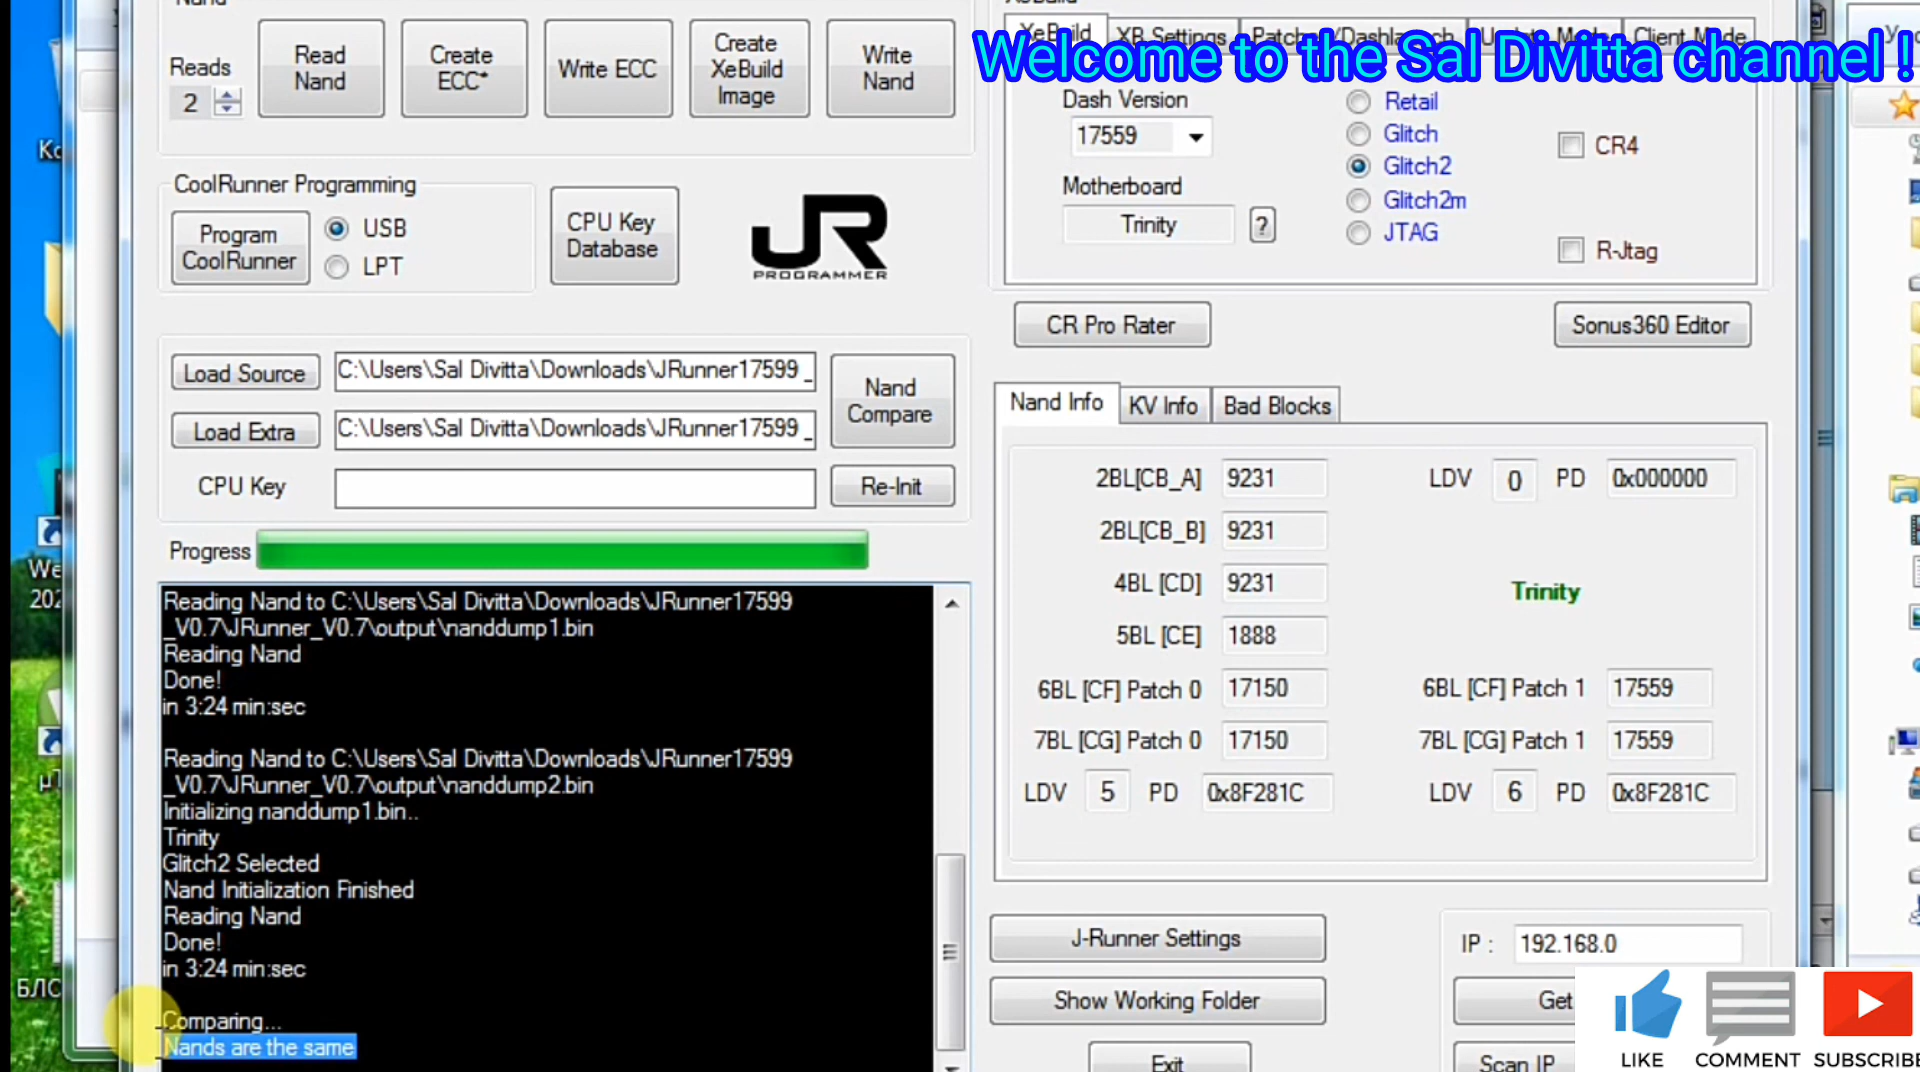 Nand
Reads
2
Read Nand
Create ECC*
Write ECC
Create XeBuild Image
Write Nand
CoolRunner Programming
Program CoolRunner
USB
LPT
CPU Key Database
JR
PROGRAMMER
Load Source
C:\Users\Sal Divitta\Downloads\JRunner17599_
Load Extra
C:\Users\Sal Divitta\Downloads\JRunner17599_
Nand Compare
CPU Key
Re-Init
Progress
Reading Nand to C:\Users\Sal Divitta\Downloads\JRunner17599
_V0.7\JRunner_V0.7\output\nanddump1.bin
Reading Nand
Done!
in 3:24 min:sec
Reading Nand to C:\Users\Sal Divitta\Downloads\JRunner17599
_V0.7\JRunner_V0.7\output\nanddump2.bin
Initializing nanddump1.bin..
Trinity
Glitch2 Selected
Nand Initialization Finished
Reading Nand
Done!
in 3:24 min:sec
Comparing...
Nands are the same
XeBuild
XB Settings
Client Mode
Welcome to the Sal Divitta channel !
Dash Version
17559
Motherboard
Trinity
?
Retail
Glitch
Glitch2
Glitch2m
JTAG
CR4
R-Jtag
CR Pro Rater
Sonus360 Editor
Nand Info
KV Info
Bad Blocks
2BL[CB_A] 9231 LDV 0 PD 0x000000
2BL[CB_B] 9231
4BL [CD] 9231
Trinity
5BL [CE] 1888
6BL [CF] Patch 0 17150 6BL [CF] Patch 1 17559
7BL [CG] Patch 0 17150 7BL [CG] Patch 1 17559
LDV 5 PD 0x8F281C LDV 6 PD 0x8F281C
J-Runner Settings
Show Working Folder
Exit
IP : 192.168.0
Get
Scan IP
LIKE
COMMENT
SUBSCRIBE